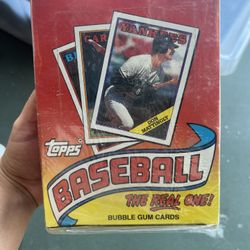 YANKEES
DON MATTINGLY
Topps
BASEBALL
THE REAL ONE!
BUBBLE GUM CARDS